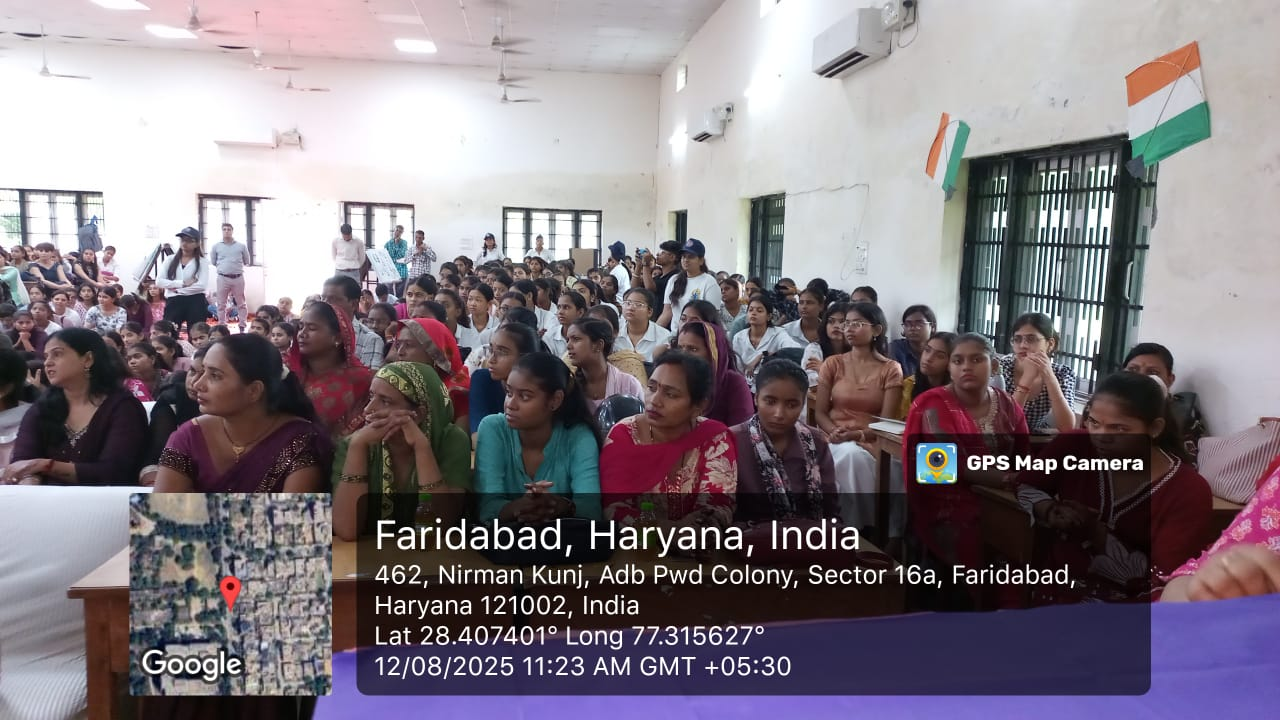 GPS Map Camera
Faridabad, Haryana, India
462, Nirman Kunj, Adb Pwd Colony, Sector 16a, Faridabad,
Haryana 121002, India
Lat 28.407401° Long 77.315627°
12/08/2025 11:23 AM GMT +05:30
Google